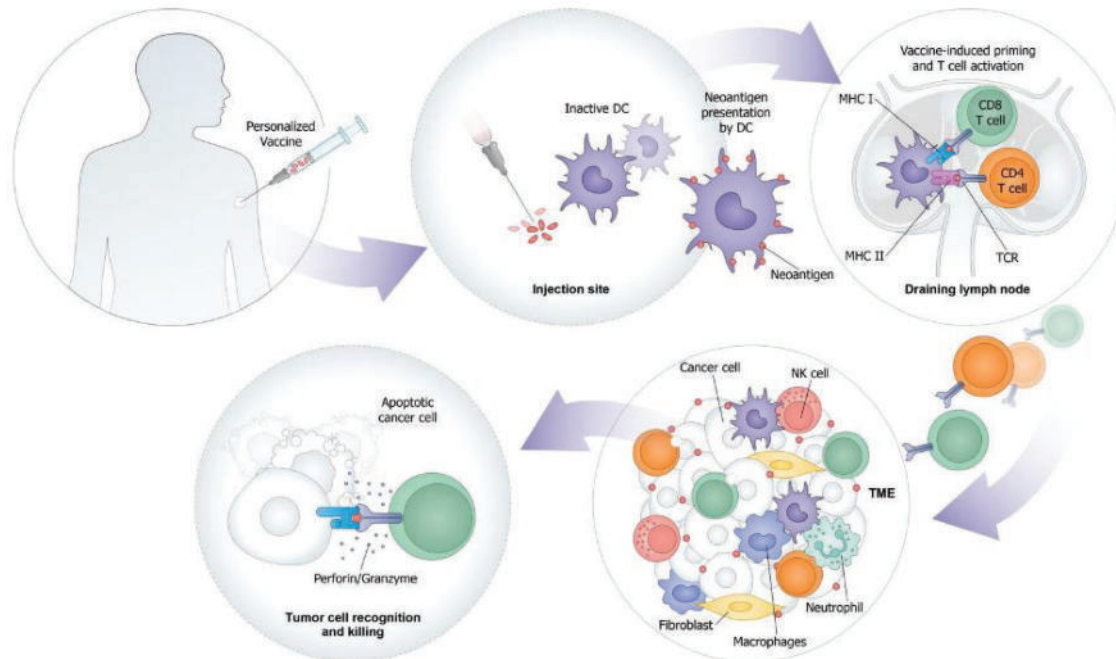 Personalized
Vaccine
Inactive DC
Neoantigen
presentation
by DC
Neoantigen
Injection site
Vaccine-induced priming
and T cell activation
MHC I
CD8
T cell
CD4
T cell
MHC II
TCR
Draining lymph node
Apoptotic
cancer cell
Perforin/Granzyme
Tumor cell recognition
and killing
Cancer cell
NK cell
TME
Neutrophil
Fibroblast
Macrophages